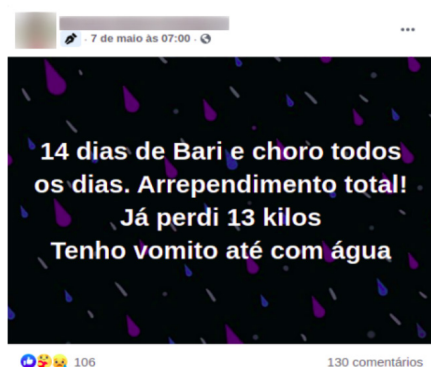 7 de maio às 07:00
14 dias de Bari e choro todos
os dias. Arrependimento total!
Já perdi 13 kilos
Tenho vomito até com água
106
130 comentários